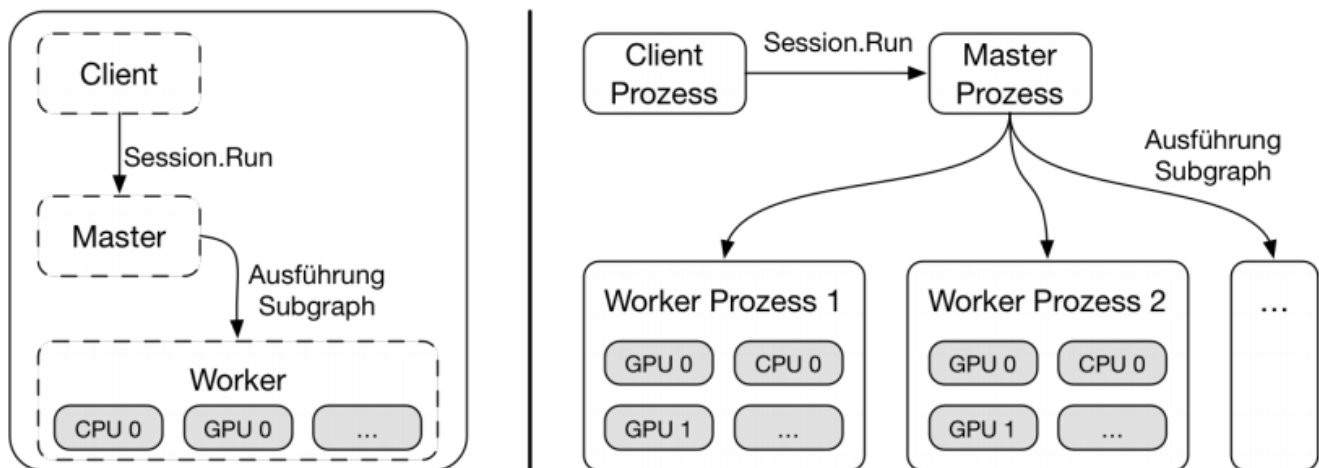 Client
Session.Run
Master
Ausführung
Subgraph
Worker
CPU 0
GPU 0
...
Client
Prozess
Session.Run
Master
Prozess
Ausführung
Subgraph
Worker Prozess 1
GPU 0
CPU 0
GPU 1
...
Worker Prozess 2
GPU 0
CPU 0
GPU 1
...
...